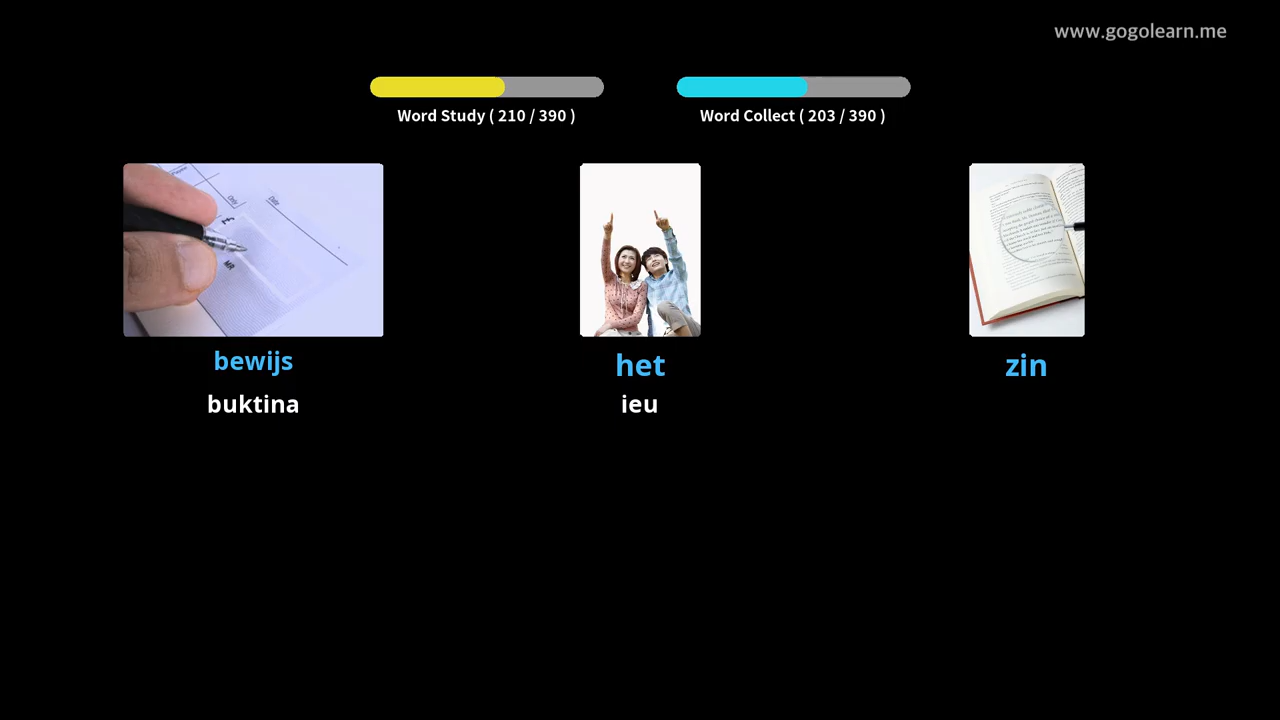 www.gogolearn.me
Word Study ( 210 / 390 )
Word Collect ( 203 / 390 )
bewijs
het
zin
buktina
ieu